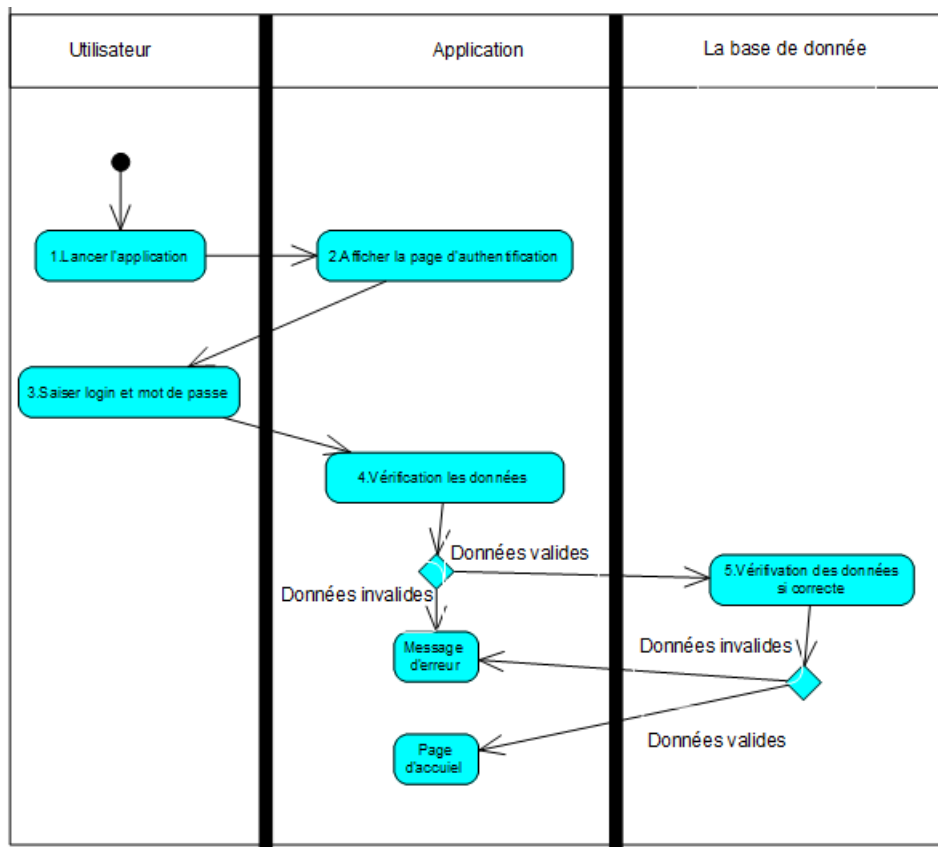 Utilisateur
Application
La base de donnée
1.Lancer l'application
2.Afficher la page d'authentification
3.Saiser login et mot de passe
4.Vérification les données
Données valides
5.Vérifivation des données
si correcte
Données invalides
Message
d'erreur
Données invalides
Données valides
Page
d'accuiel